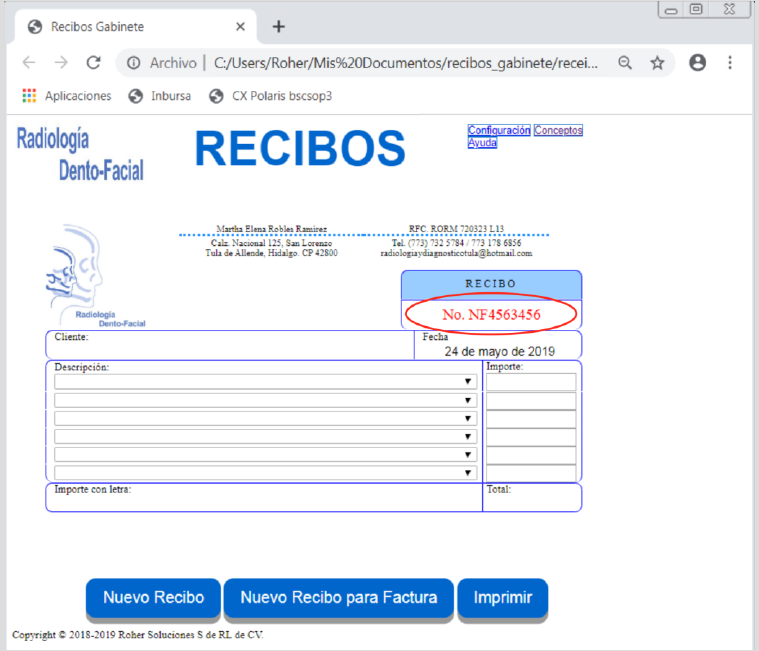 Recibos Gabinete
Archivo | C:/Users/Roher/Mis%20Documentos/recibos_gabinete/recei...
Aplicaciones Inbursa CX Polaris bscsop3
Radiología
Dento-Facial
RECIBOS
Configuración Conceptos
Ayuda
Martha Elena Robles Ramirez RFC. RORM 720323 L13
Calz. Nacional 125, San Lorenzo Tel. (773) 732 5784 / 773 178 6856
Tula de Allende, Hidalgo. CP 42800 radiologiaydiagnosticotula@hotmail.com
Radiología
Dento-Facial
RECIBO
No. NF4563456
Cliente: Fecha
24 de mayo de 2019
Descripción: Importe:
Importe con letra: Total:
Nuevo Recibo Nuevo Recibo para Factura Imprimir
Copyright © 2018-2019 Roher Soluciones S de RL de CV.